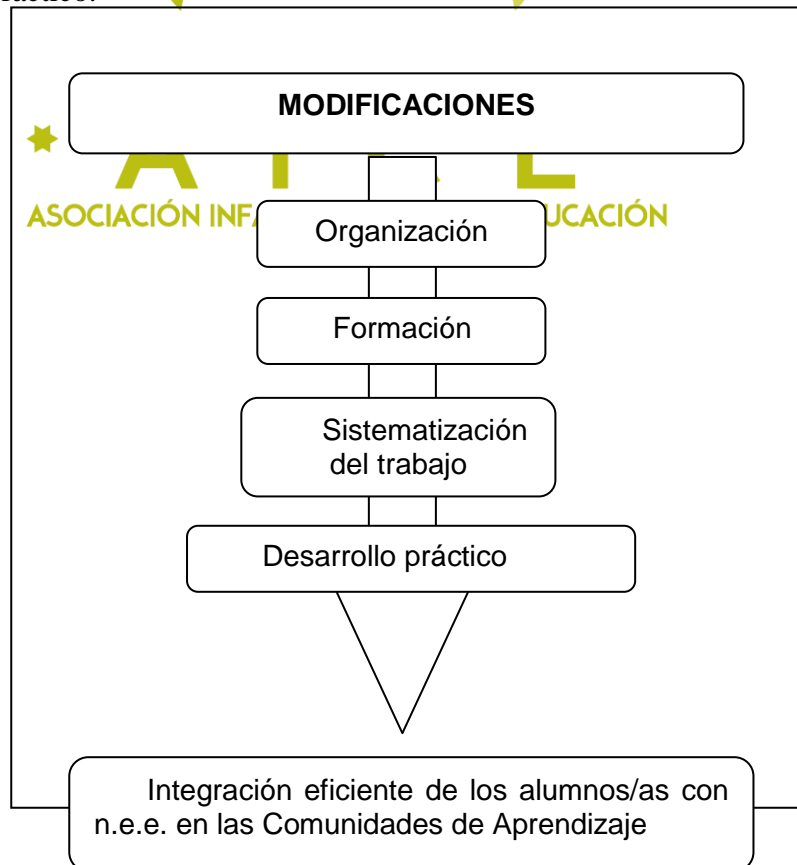 MODIFICACIONES
ASOCIACIÓN INF UCACIÓN
Organización
Formación
Sistematización
del trabajo
Desarrollo práctico
Integración eficiente de los alumnos/as con
n.e.e. en las Comunidades de Aprendizaje